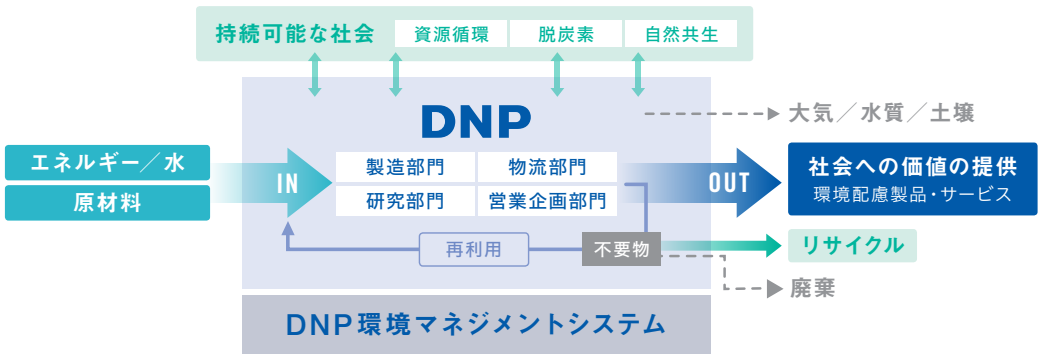 持続可能な社会
資源循環
脱炭素
自然共生
DNP
大気／水質／土壌
エネルギー／水
原材料
IN
製造部門
物流部門
研究部門
営業企画部門
OUT
社会への価値の提供
環境配慮製品・サービス
再利用
不要物
リサイクル
廃棄
DNP環境マネジメントシステム